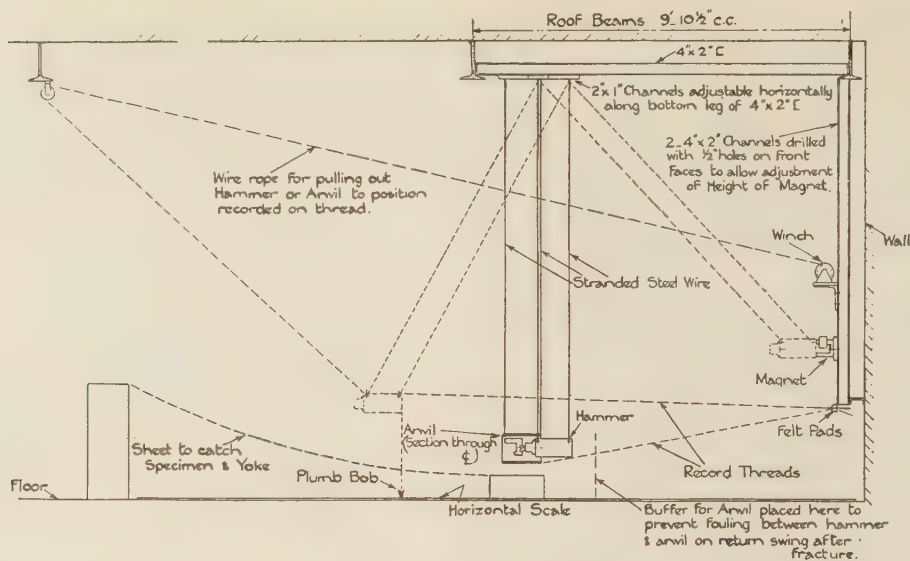 Roof Beams 9'-10½" c.c.
4"x 2" [
2"x 1" Channels adjustable horizontally
along bottom leg of 4"x 2" [
2_4"x 2" Channels drilled
with ½" holes on front
Faces to allow adjustment
of Height of Magnet.
Wire rope for pulling out
Hammer or Anvil to position
recorded on thread.
Winch
Wall
Stranded Steel Wire
Magnet
Hammer
Felt Pads
Anvil
(Section through
℄)
Sheet to catch
Specimen & Yoke
Record Threads
Plumb Bob
Floor
Horizontal Scale
Buffer for Anvil placed here to
prevent fouling between hammer
& anvil on return swing after
fracture.